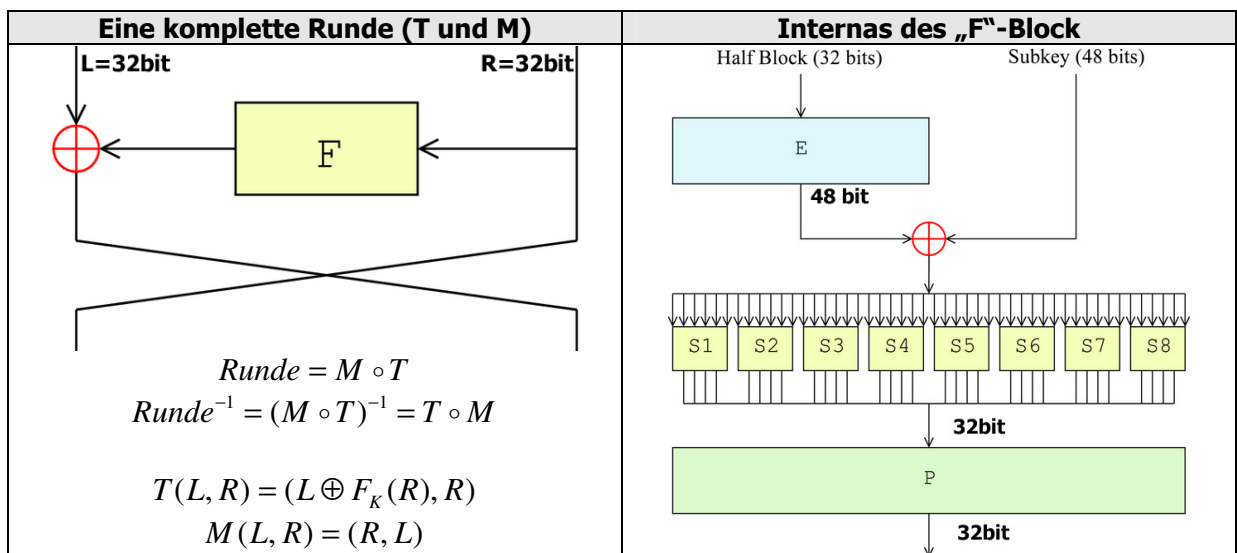 Eine komplette Runde (T und M)
L=32bit R=32bit
F
Runde = M ∘ T
Runde⁻¹ = (M ∘ T)⁻¹ = T ∘ M
T(L, R) = (L ⊕ F_K(R), R)
M(L, R) = (R, L)
Internas des „F“-Block
Half Block (32 bits) Subkey (48 bits)
E
48 bit
S1 S2 S3 S4 S5 S6 S7 S8
32bit
P
32bit